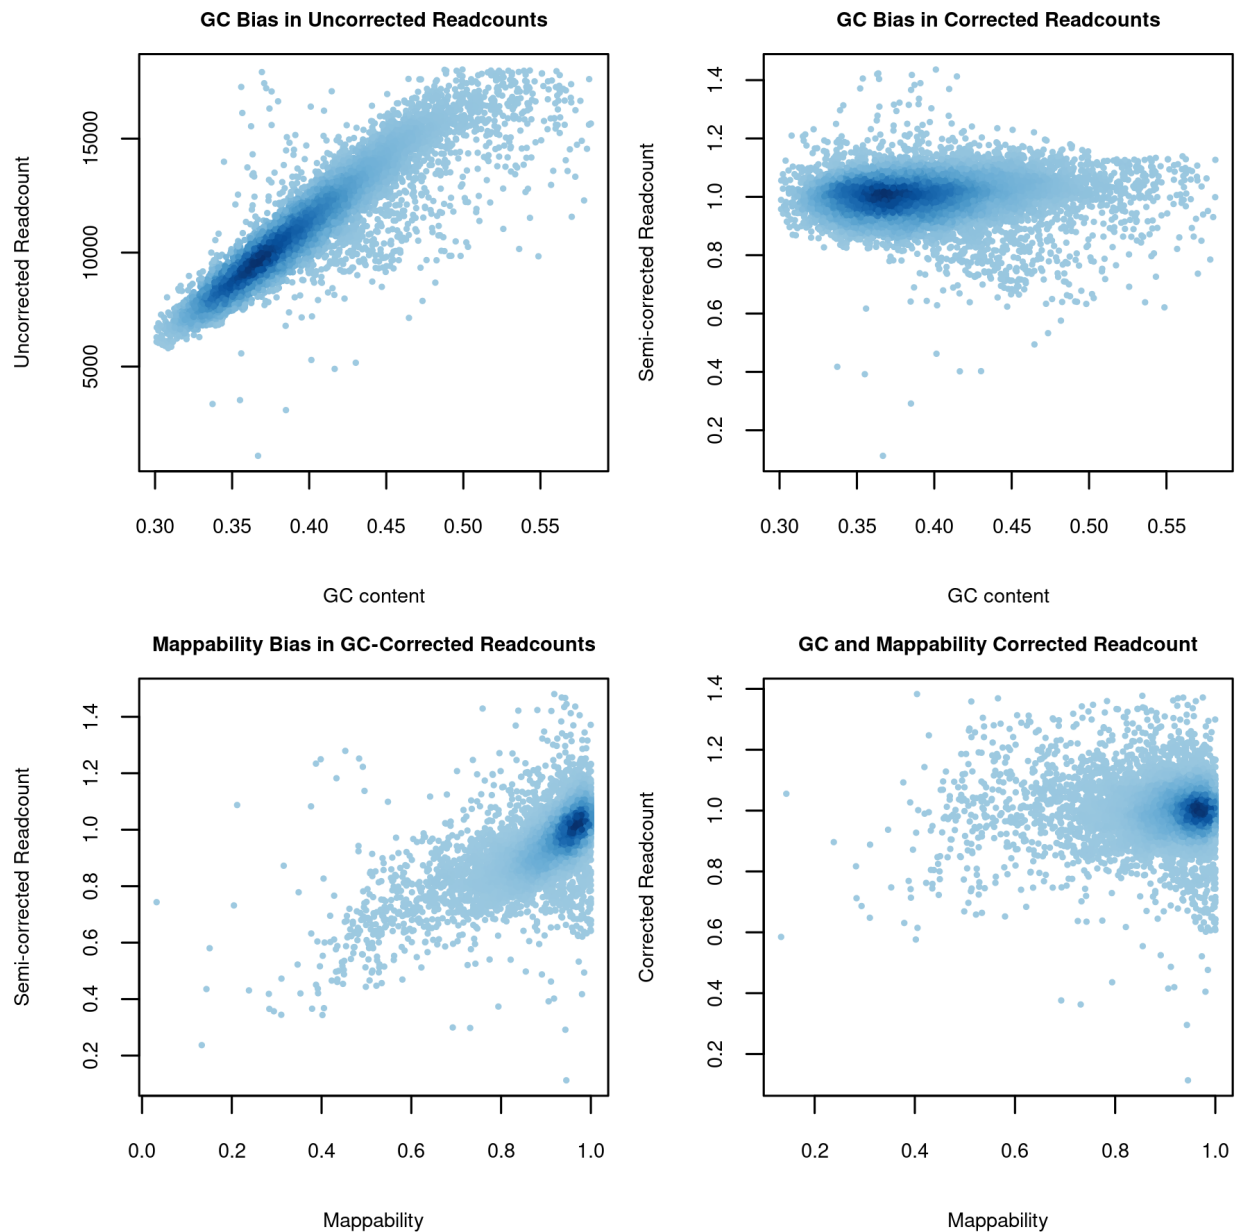 GC Bias in Uncorrected Readcounts
Uncorrected Readcount
15000
10000
5000
0.30 0.35 0.40 0.45 0.50 0.55
GC content
GC Bias in Corrected Readcounts
Semi-corrected Readcount
1.4
1.2
1.0
0.8
0.6
0.4
0.2
0.30 0.35 0.40 0.45 0.50 0.55
GC content
Mappability Bias in GC-Corrected Readcounts
Semi-corrected Readcount
1.4
1.2
1.0
0.8
0.6
0.4
0.2
0.0 0.2 0.4 0.6 0.8 1.0
Mappability
GC and Mappability Corrected Readcount
Corrected Readcount
1.4
1.2
1.0
0.8
0.6
0.4
0.2
0.2 0.4 0.6 0.8 1.0
Mappability